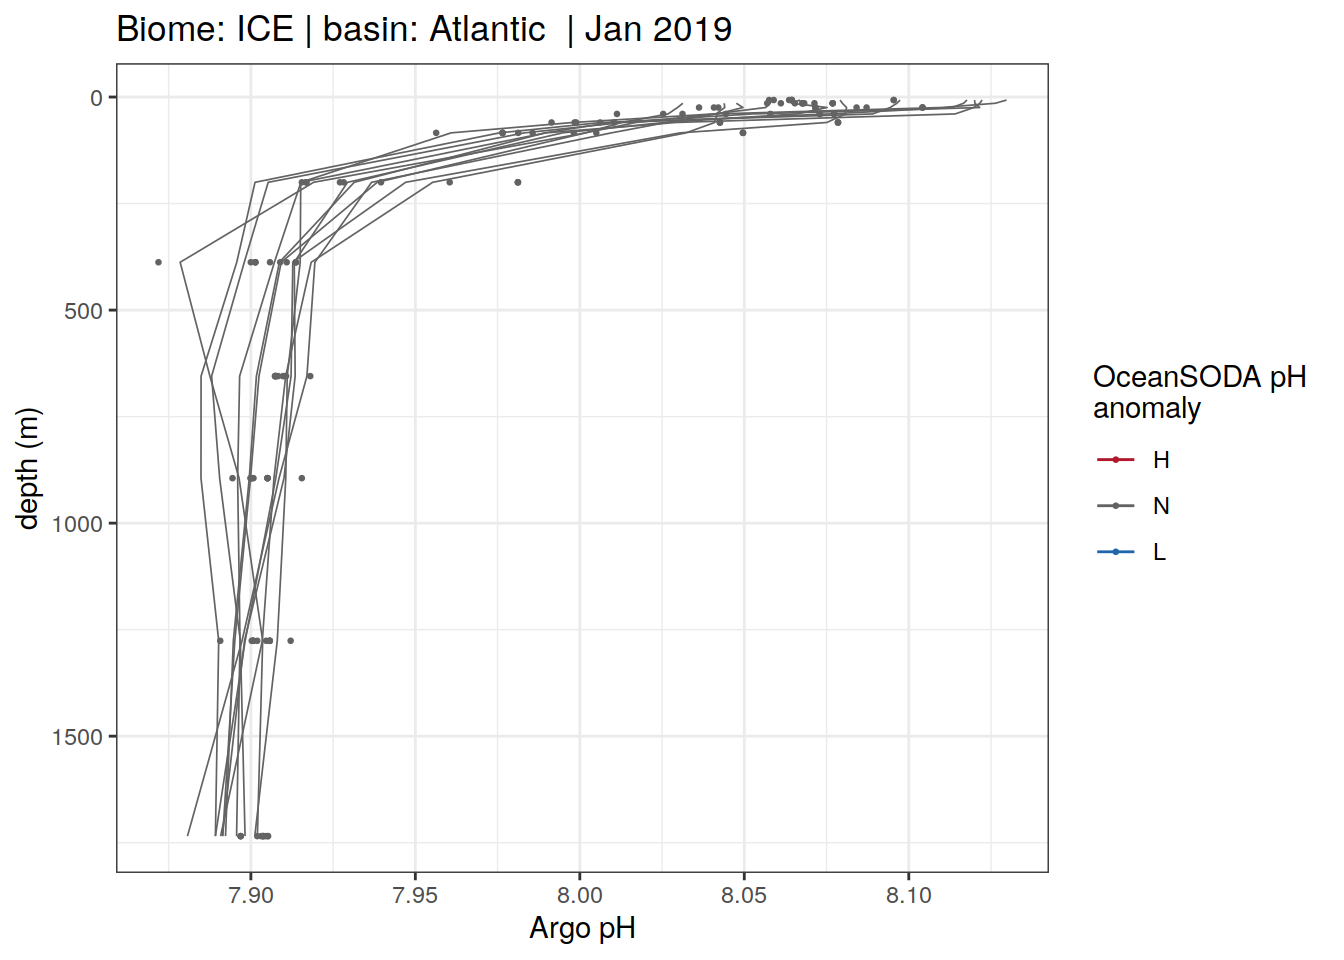 Biome: ICE | basin: Atlantic  | Jan 2019
0
500
1000
1500
depth (m)
7.90
7.95
8.00
8.05
8.10
Argo pH
OceanSODA pH
anomaly
H
N
L